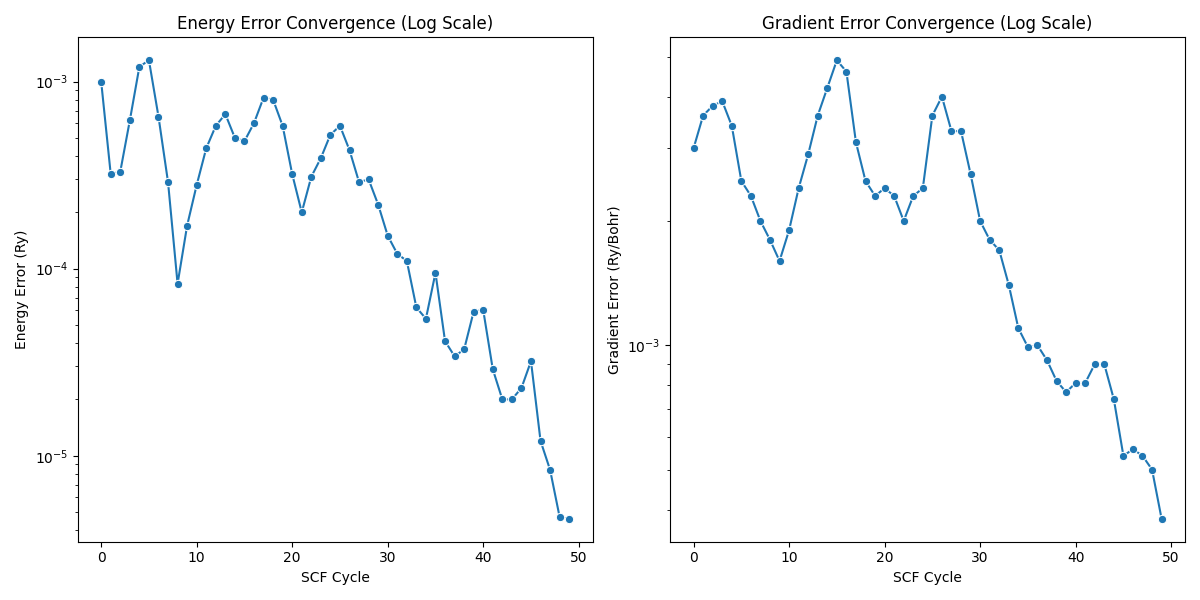 Energy Error Convergence (Log Scale)
Energy Error (Ry)
10⁻³
10⁻⁴
10⁻⁵
0 10 20 30 40 50
SCF Cycle
Gradient Error Convergence (Log Scale)
Gradient Error (Ry/Bohr)
10⁻³
0 10 20 30 40 50
SCF Cycle